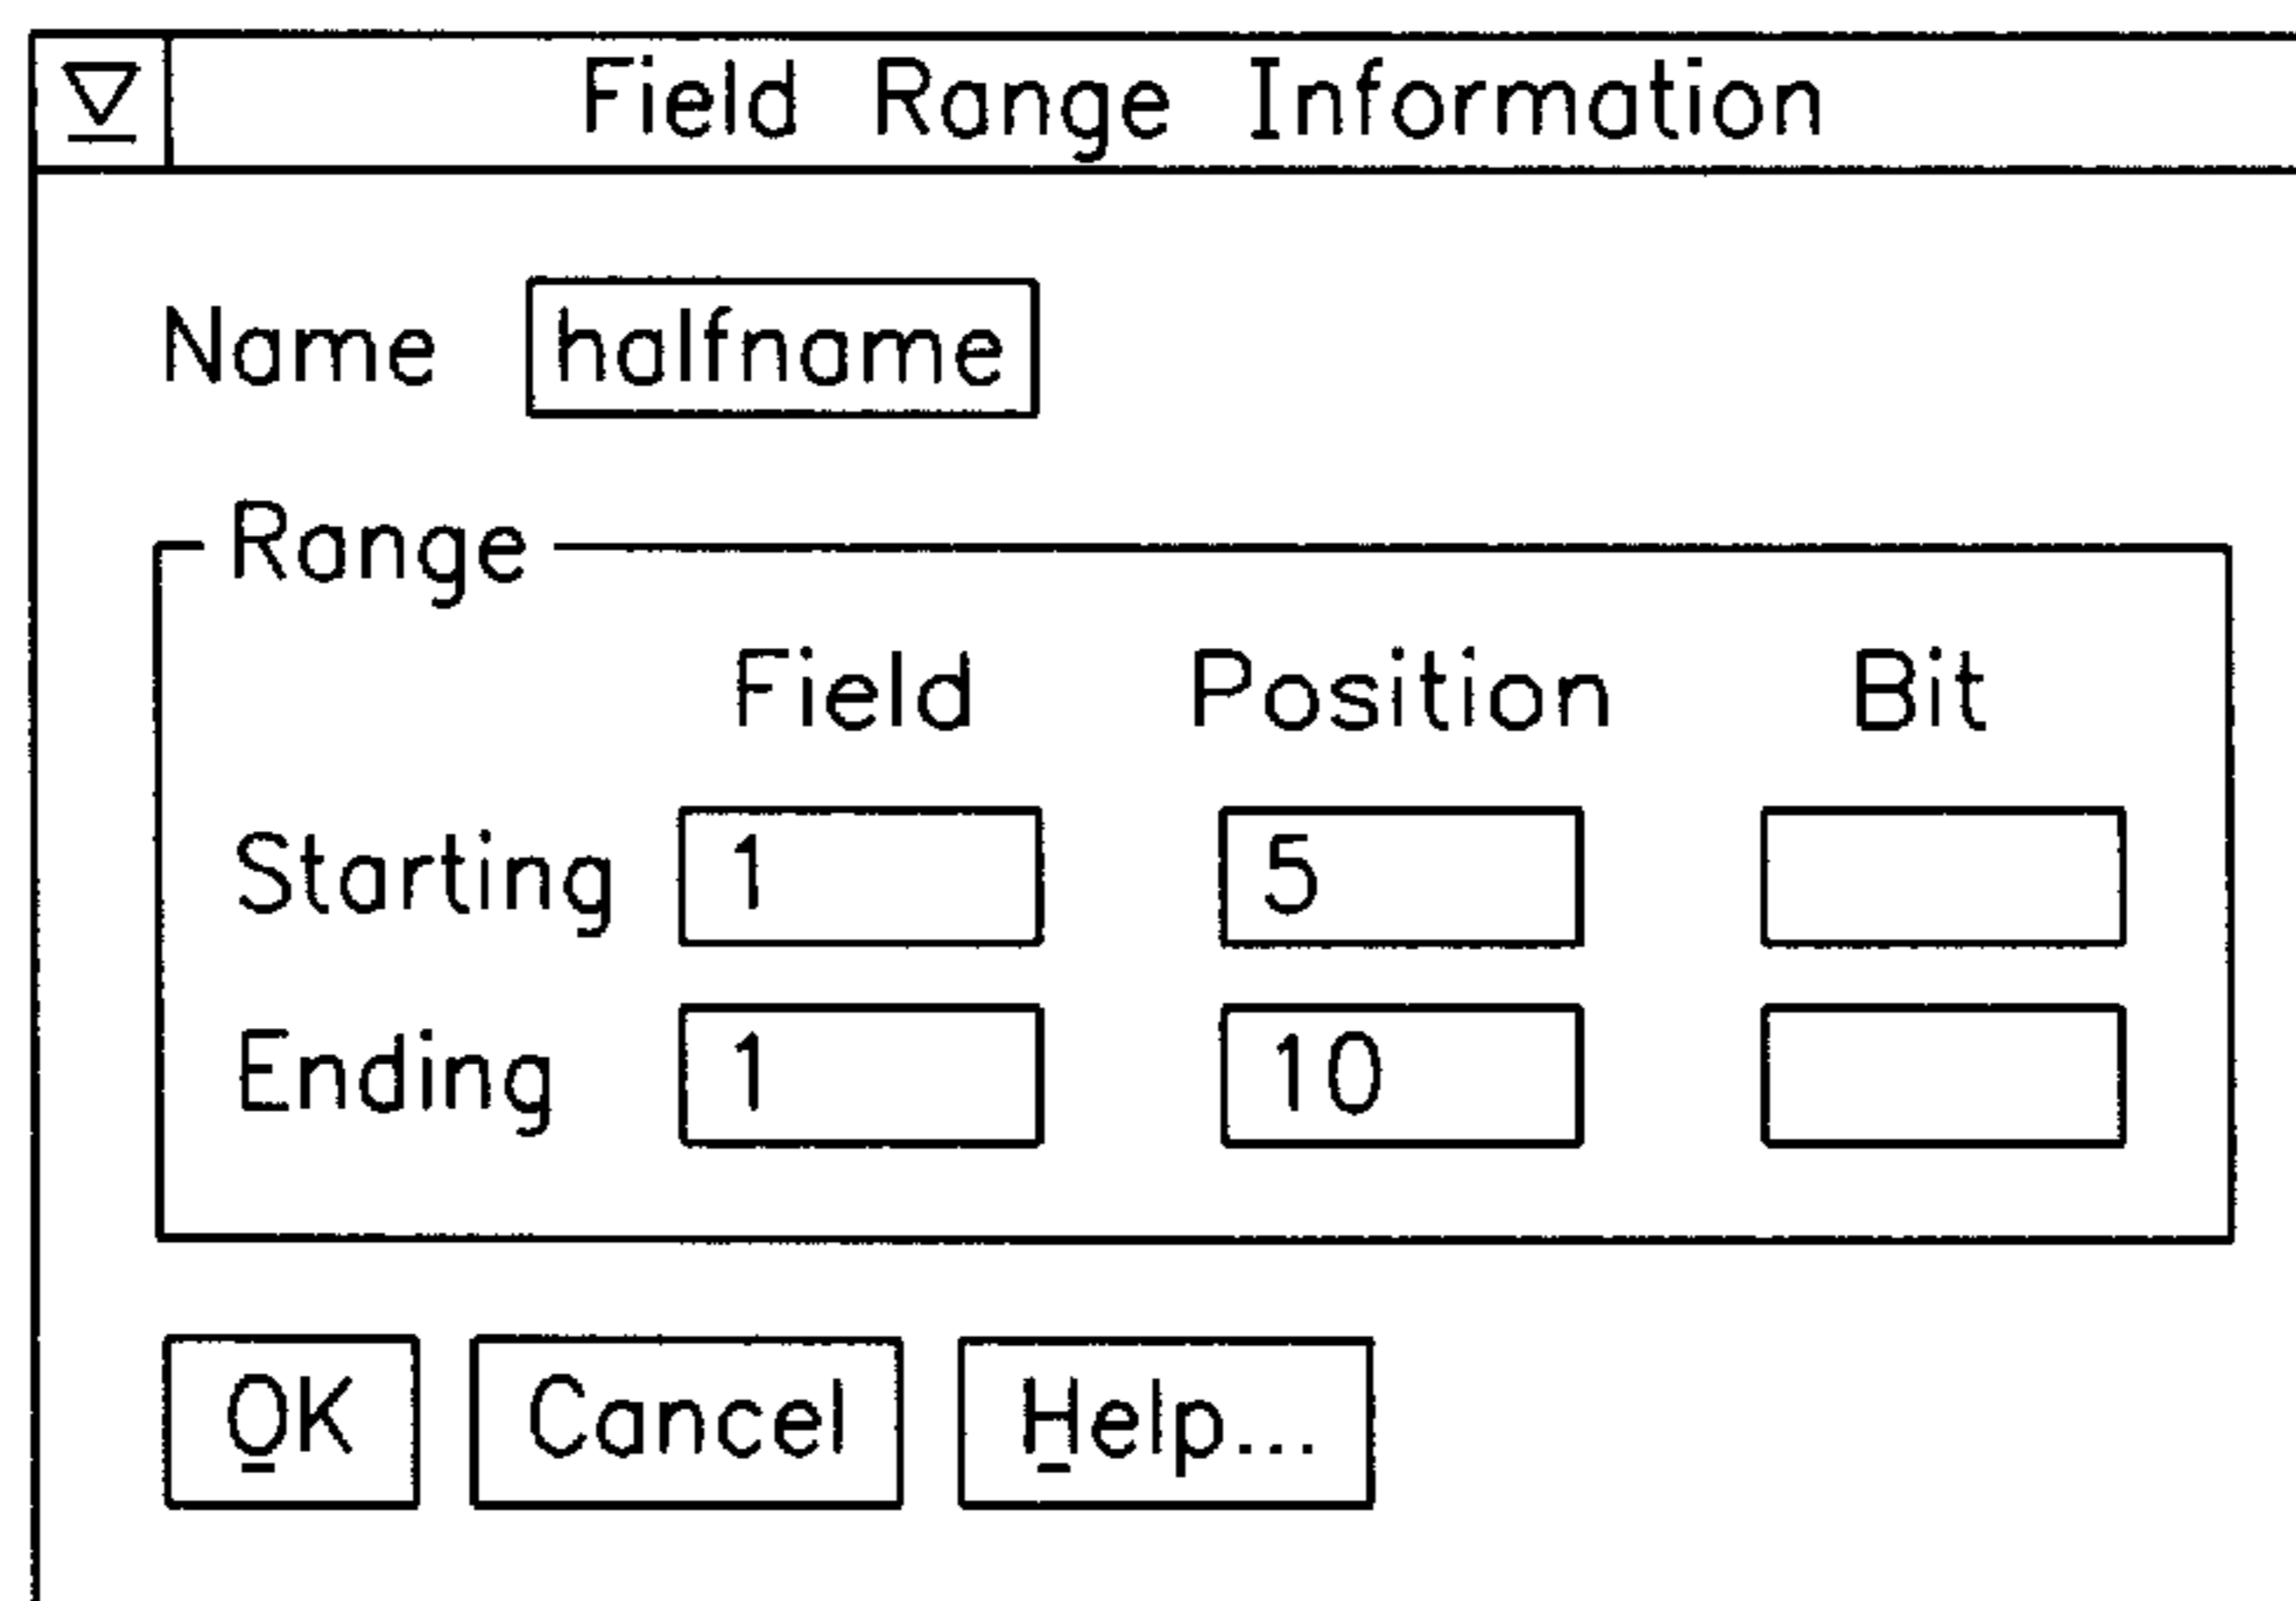 Field Range Information
Name halfname
Range
Field Position Bit
Starting 1 5
Ending 1 10
OK Cancel Help...